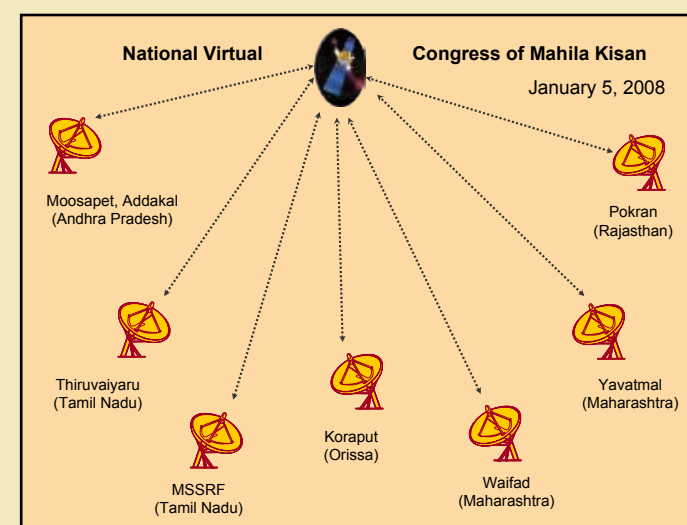 National Virtual Congress of Mahila Kisan
January 5, 2008
Moosapet, Addakal
(Andhra Pradesh)
Pokran
(Rajasthan)
Thiruvaiyaru
(Tamil Nadu)
Yavatmal
(Maharashtra)
Koraput
(Orissa)
MSSRF
(Tamil Nadu)
Waifad
(Maharashtra)